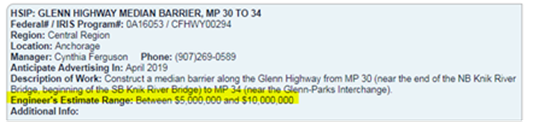 HSIP: GLENN HIGHWAY MEDIAN BARRIER, MP 30 TO 34
Federal# / IRIS Program#: 0A16053 / CFHWY00294
Region: Central Region
Location: Anchorage
Manager: Cynthia Ferguson Phone: (907)269-0589
Anticipate Advertising In: April 2019
Description of Work: Construct a median barrier along the Glenn Highway from MP 30 (near the end of the NB Knik River
Bridge, beginning of the SB Knik River Bridge) to MP 34 (near the Glenn-Parks Interchange).
Engineer's Estimate Range: Between $5,000,000 and $10,000,000
Additional Info: